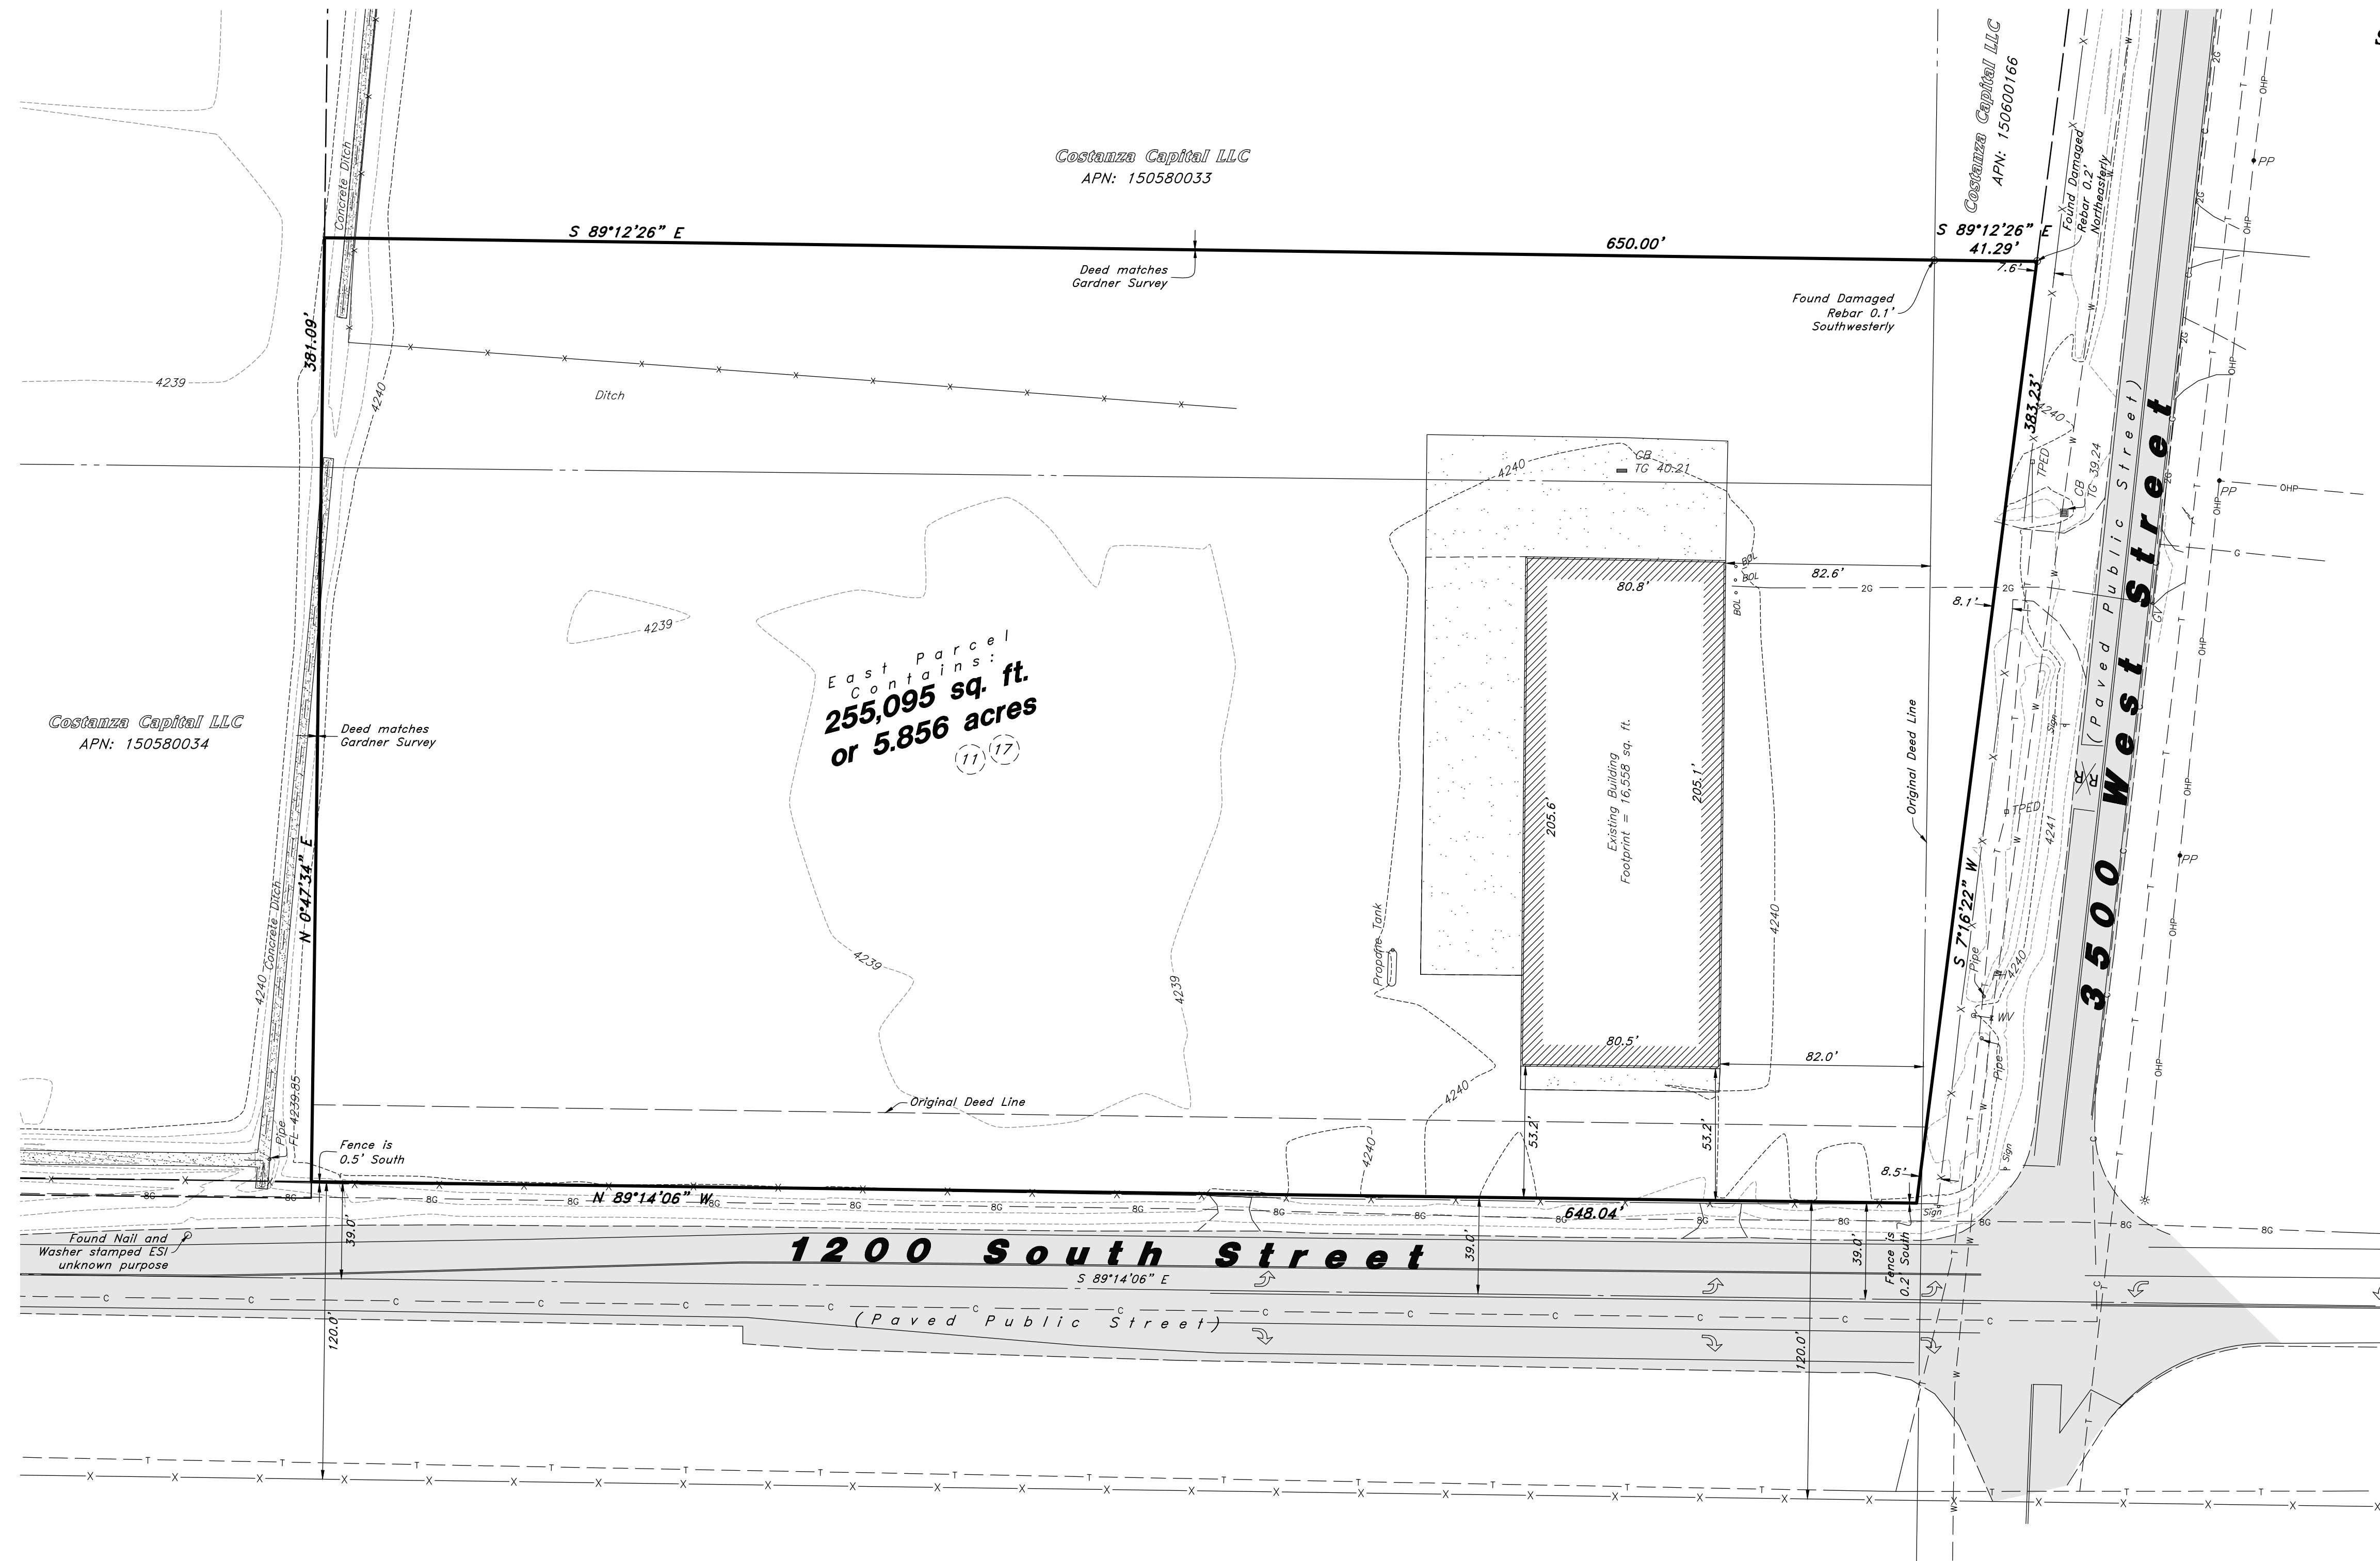 Costanza Capital LLC
APN: 150580033
Costanza Capital LLC
APN: 150600166
Found Damaged
Rebar 0.2'
Northeasterly
Concrete Ditch
S 89°12'26" E
650.00'
S 89°12'26" E
41.29'
7.6'
Deed matches
Gardner Survey
Found Damaged
Rebar 0.1'
Southwesterly
381.09'
4239
4240
Ditch
383.23'
4240
TPED
CB
TG 39.24
4240
CB
TG 40.21
BOL
BOL
BOL
80.8'
82.6'
2G
2G
8.1'
GV
PP
PP
PP
OHP
4239
East Parcel
Contains:
255,095 sq. ft.
or 5.856 acres
11
17
Costanza Capital LLC
APN: 150580034
Deed matches
Gardner Survey
205.6'
Existing Building
Footprint = 16,558 sq. ft.
205.1'
Original Deed Line
Sign
TPED
4241
R R
3500 West Street
(Paved Public Street)
N 0°47'34" E
S 7°16'22" W
Concrete Ditch
4240
4239
4239
Propane Tank
4240
Pipe
4240
WV
Pipe
80.5'
82.0'
4240
Original Deed Line
Pipe
FL 4239.85
Fence is
0.5' South
53.2'
53.2'
4240
8.5'
Sign
Sign
N 89°14'06" W
648.04'
8G
Found Nail and
Washer stamped ESI
unknown purpose
39.0'
39.0'
39.0'
Fence is
0.2' South
1200 South Street
S 89°14'06" E
(Paved Public Street)
120.0'
120.0'